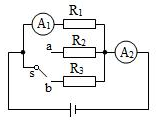 A₁ R₁
a R₂ A₂
s R₃
b